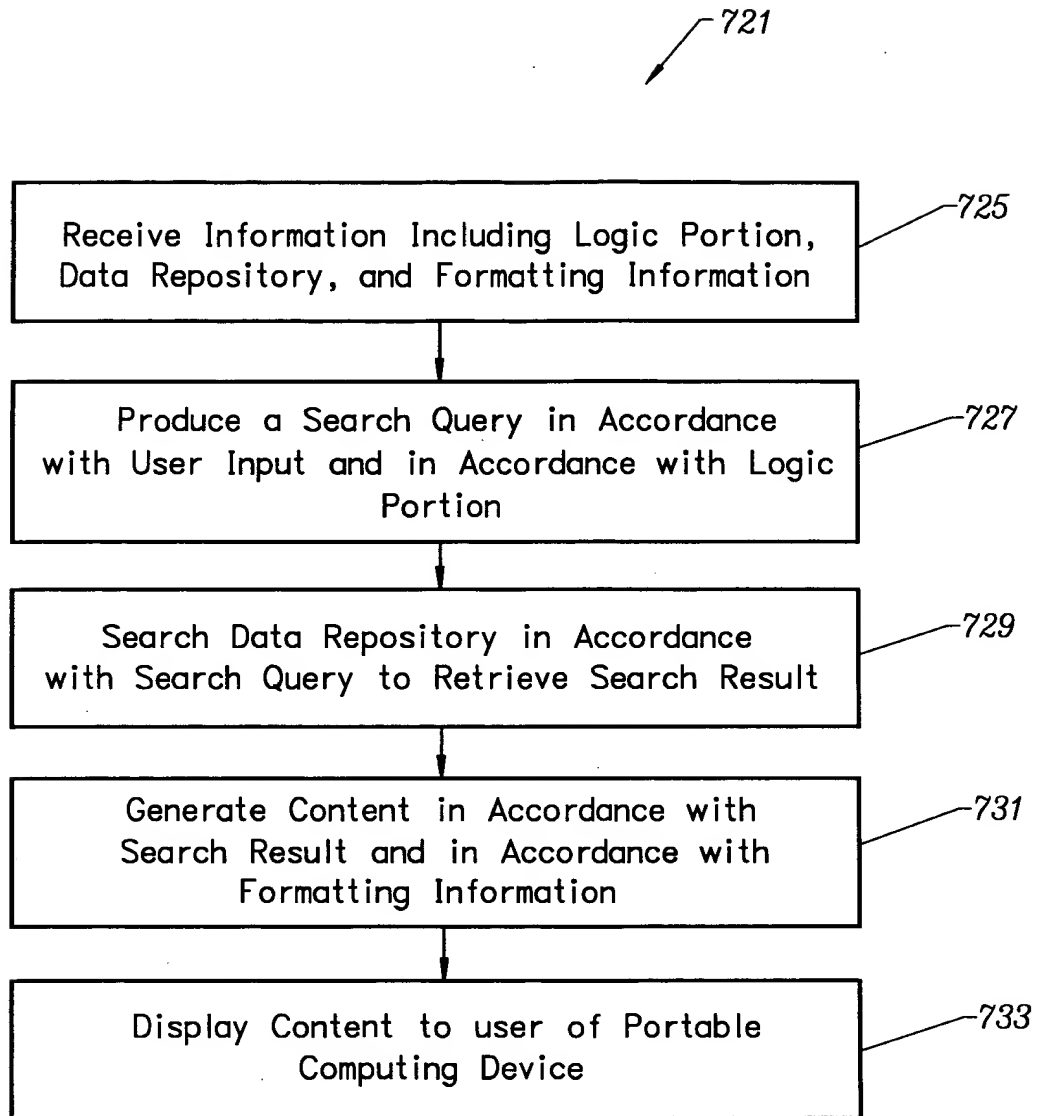 721
Receive Information Including Logic Portion,
Data Repository, and Formatting Information
725
Produce a Search Query in Accordance
with User Input and in Accordance with Logic
Portion
727
Search Data Repository in Accordance
with Search Query to Retrieve Search Result
729
Generate Content in Accordance with
Search Result and in Accordance with
Formatting Information
731
Display Content to user of Portable
Computing Device
733